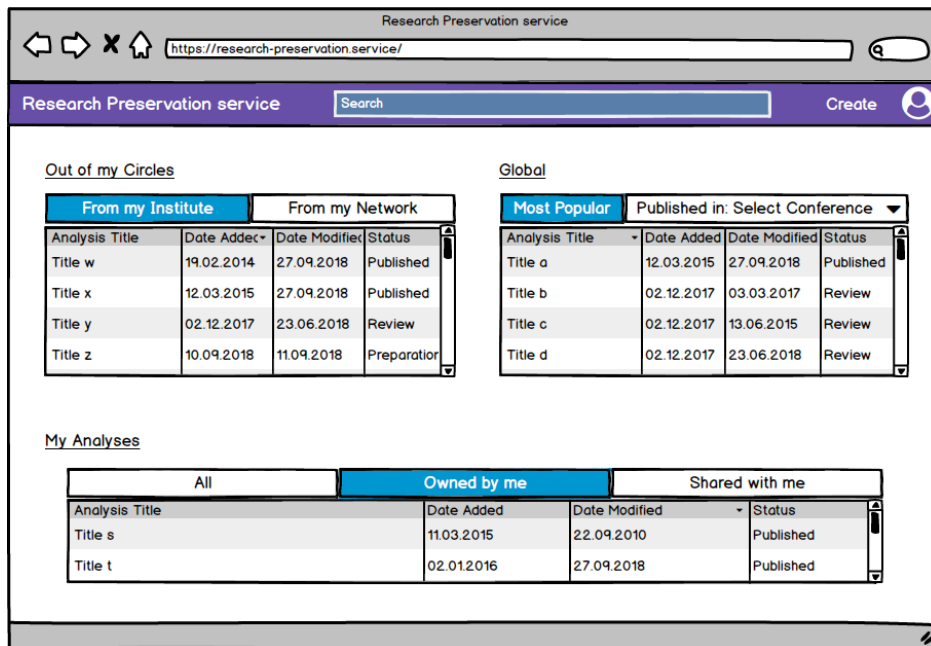 Research Preservation service
https://research-preservation.service/
Research Preservation service Search Create
Out of my Circles
From my Institute From my Network
Analysis Title Date Addec Date Modifiec Status
Title w 19.02.2014 27.09.2018 Published
Title x 12.03.2015 27.09.2018 Published
Title y 02.12.2017 23.06.2018 Review
Title z 10.09.2018 11.09.2018 Preparation
Global
Most Popular Published in: Select Conference
Analysis Title Date Added Date Modified Status
Title a 12.03.2015 27.09.2018 Published
Title b 02.12.2017 03.03.2017 Review
Title c 02.12.2017 13.06.2015 Review
Title d 02.12.2017 23.06.2018 Review
My Analyses
All Owned by me Shared with me
Analysis Title Date Added Date Modified Status
Title s 11.03.2015 22.09.2010 Published
Title t 02.01.2016 27.09.2018 Published